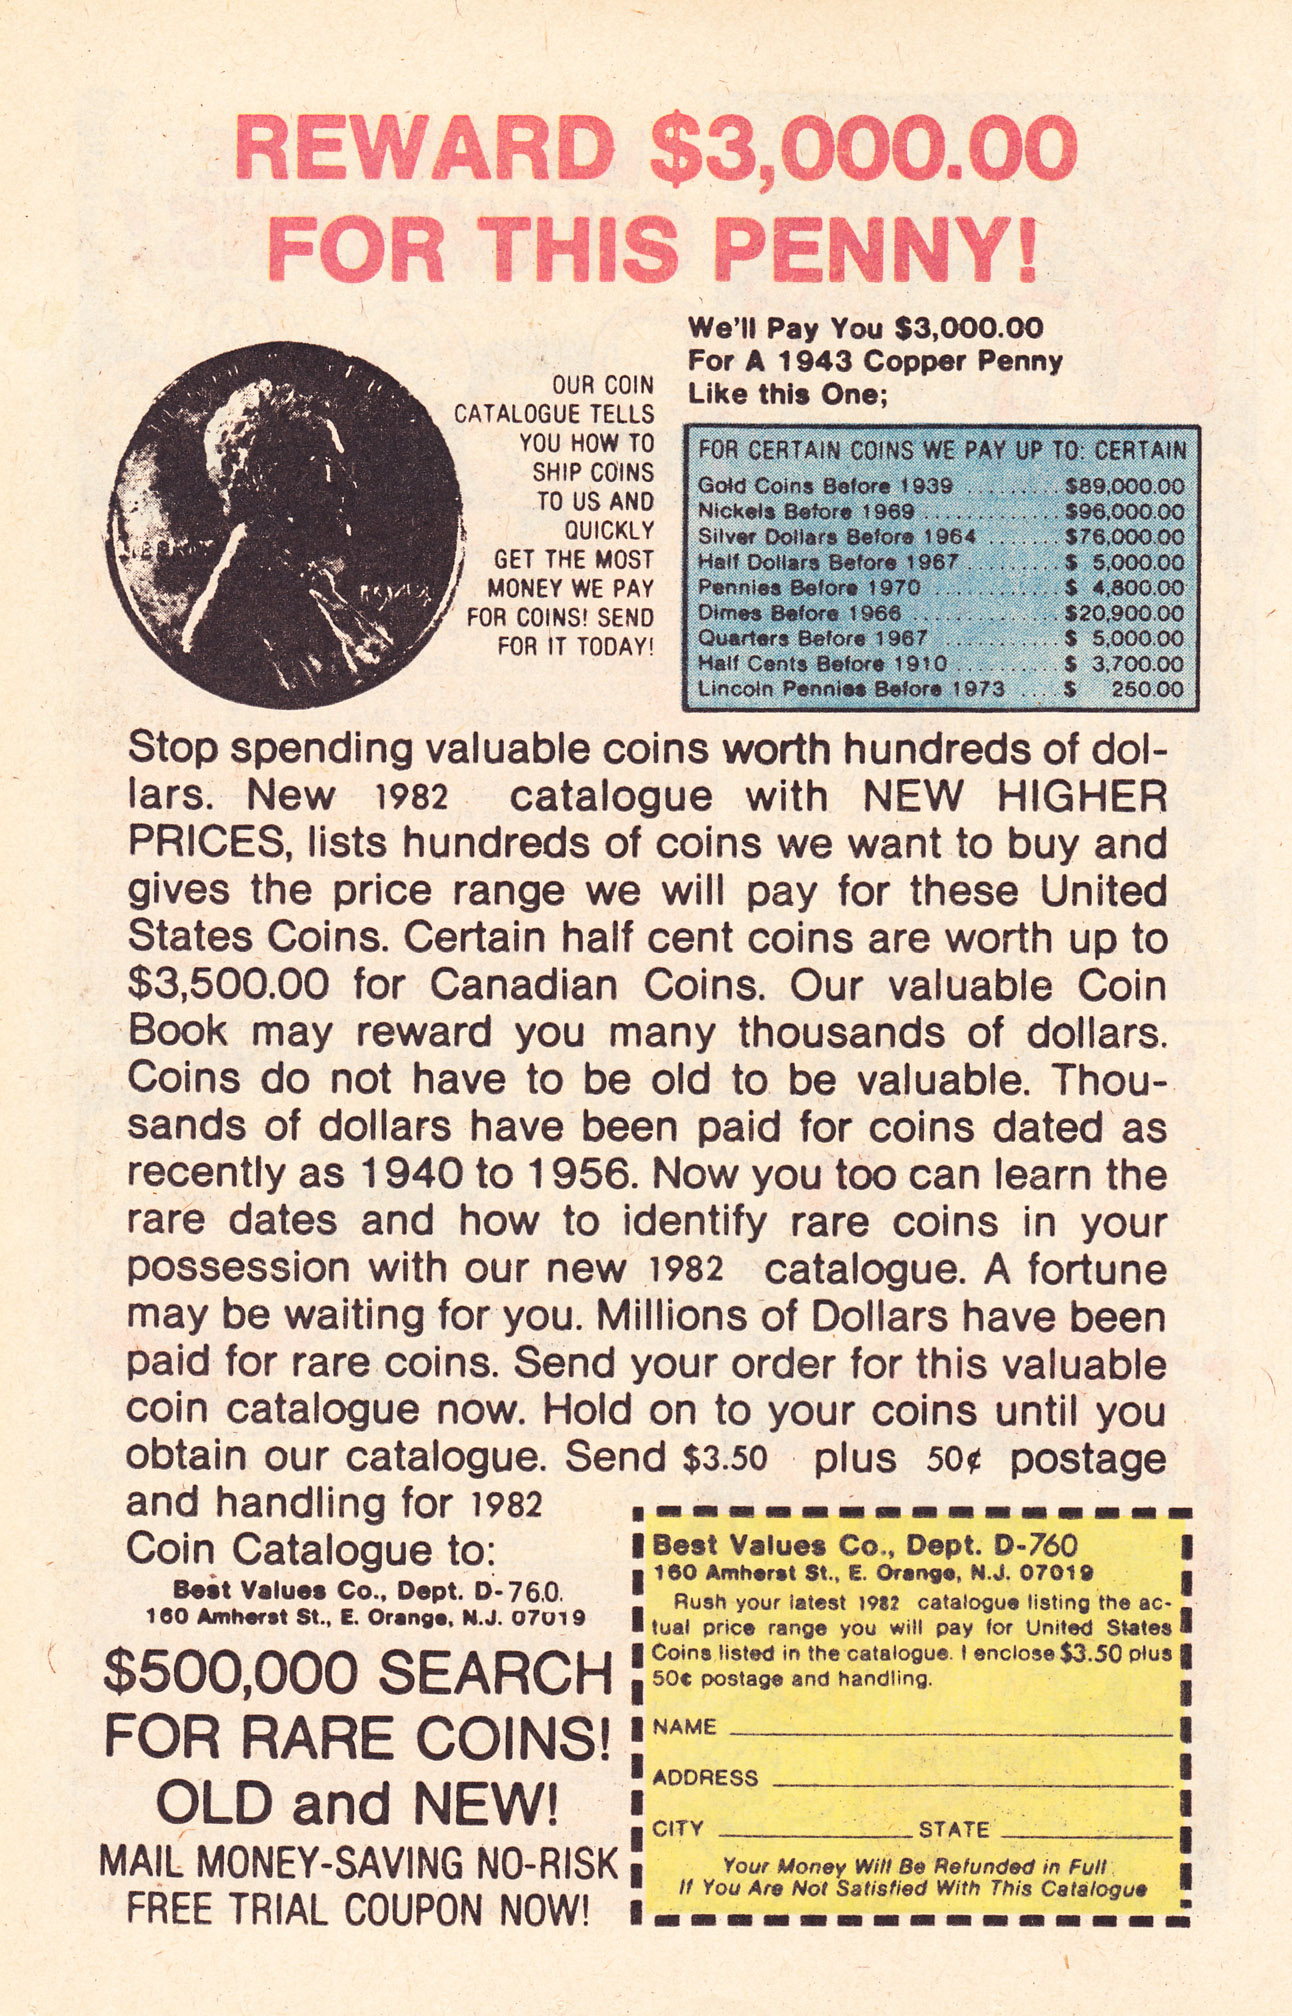 REWARD $3,000.00
FOR THIS PENNY!
We'll Pay You $3,000.00
For A 1943 Copper Penny
Like this One;
OUR COIN
CATALOGUE TELLS
YOU HOW TO
SHIP COINS
TO US AND
QUICKLY
GET THE MOST
MONEY WE PAY
FOR COINS! SEND
FOR IT TODAY!
FOR CERTAIN COINS WE PAY UP TO: CERTAIN
Gold Coins Before 1939 ......... $89,000.00
Nickels Before 1969 ............. $96,000.00
Silver Dollars Before 1964 ....... $76,000.00
Half Dollars Before 1967 ......... $ 5,000.00
Pennies Before 1970 ............ $ 4,800.00
Dimes Before 1966 .............. $20,900.00
Quarters Before 1967 ........... $ 5,000.00
Half Cents Before 1910 .......... $ 3,700.00
Lincoln Pennies Before 1973 .... $ 250.00
Stop spending valuable coins worth hundreds of dol-
lars. New 1982 catalogue with NEW HIGHER
PRICES, lists hundreds of coins we want to buy and
gives the price range we will pay for these United
States Coins. Certain half cent coins are worth up to
$3,500.00 for Canadian Coins. Our valuable Coin
Book may reward you many thousands of dollars.
Coins do not have to be old to be valuable. Thou-
sands of dollars have been paid for coins dated as
recently as 1940 to 1956. Now you too can learn the
rare dates and how to identify rare coins in your
possession with our new 1982 catalogue. A fortune
may be waiting for you. Millions of Dollars have been
paid for rare coins. Send your order for this valuable
coin catalogue now. Hold on to your coins until you
obtain our catalogue. Send $3.50 plus 50¢ postage
and handling for 1982
Coin Catalogue to:
Best Values Co., Dept. D-760.
160 Amherst St., E. Orange, N.J. 07019
$500,000 SEARCH
FOR RARE COINS!
OLD and NEW!
MAIL MONEY-SAVING NO-RISK
FREE TRIAL COUPON NOW!
Best Values Co., Dept. D-760
160 Amherst St., E. Orange, N.J. 07019
Rush your latest 1982 catalogue listing the ac-
tual price range you will pay for United States
Coins listed in the catalogue. I enclose $3.50 plus
50¢ postage and handling.
NAME
ADDRESS
CITY STATE
Your Money Will Be Refunded in Full
If You Are Not Satisfied With This Catalogue